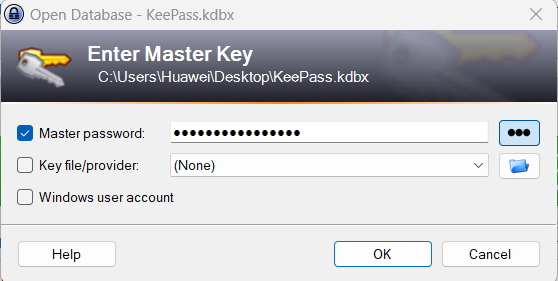 Open Database - KeePass.kdbx
Enter Master Key
C:\Users\Huawei\Desktop\KeePass.kdbx
Master password: ●●●●●●●●●●●●●●●● ●●●
Key file/provider: (None)
Windows user account
Help OK Cancel